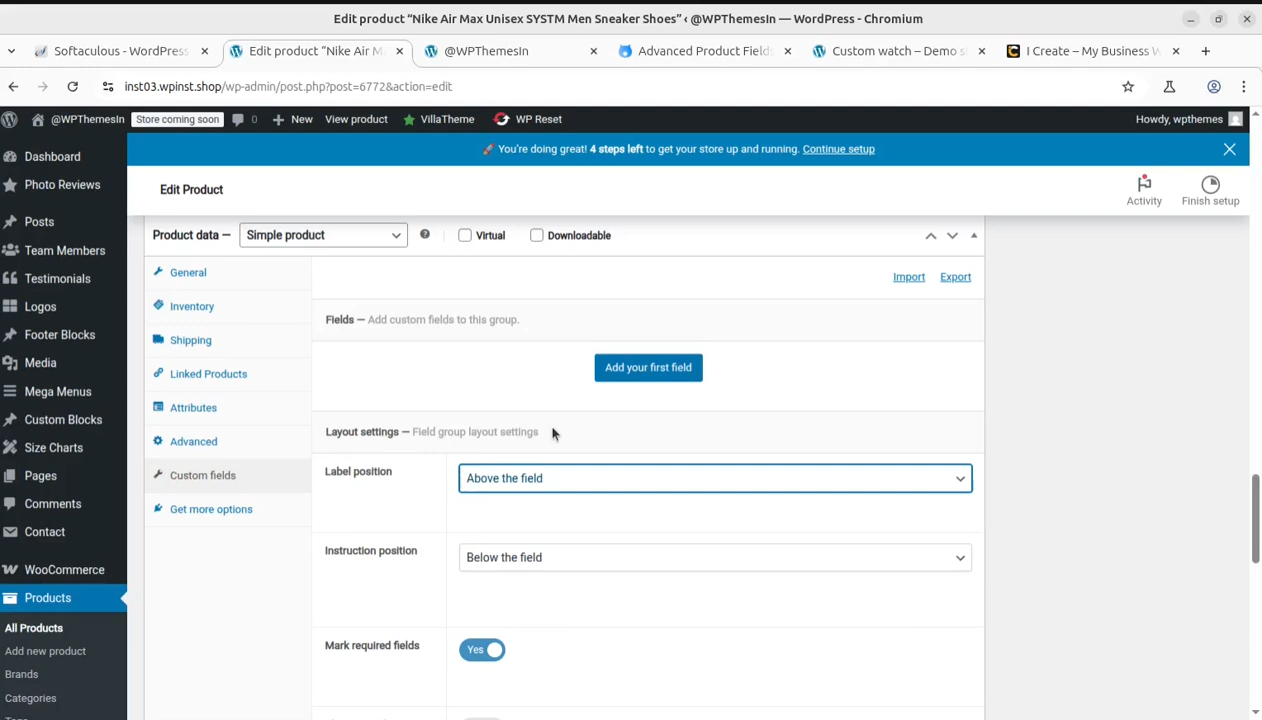 Edit product “Nike Air Max Unisex SYSTM Men Sneaker Shoes” ‹ @WPThemesIn — WordPress - Chromium
Softaculous - WordPress
Edit product “Nike Air M
@WPThemesIn
Advanced Product Field
Custom watch – Demo s
I Create – My Business W
inst03.wpinst.shop/wp-admin/post.php?post=6772&action=edit
@WPThemesIn Store coming soon 0 New View product VillaTheme WP Reset Howdy, wpthemes
🚀 You’re doing great! 4 steps left to get your store up and running. Continue setup
Edit Product
Activity
Finish setup
Dashboard
Photo Reviews
Posts
Team Members
Testimonials
Logos
Footer Blocks
Media
Mega Menus
Custom Blocks
Size Charts
Pages
Comments
Contact
WooCommerce
Products
All Products
Add new product
Brands
Categories
Product data — Simple product Virtual Downloadable
General
Inventory
Shipping
Linked Products
Attributes
Advanced
Custom fields
Get more options
Import Export
Fields — Add custom fields to this group.
Add your first field
Layout settings — Field group layout settings
Label position Above the field
Instruction position Below the field
Mark required fields Yes